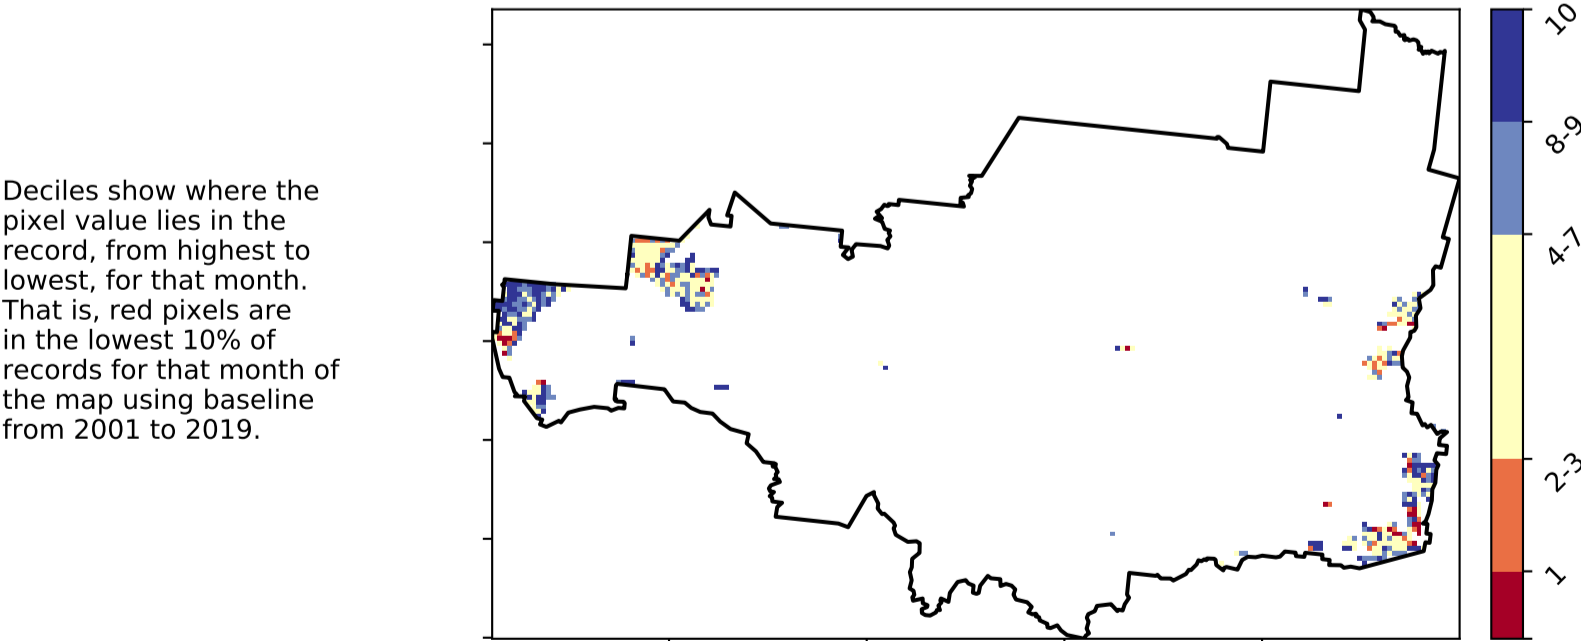 Deciles show where the
pixel value lies in the
record, from highest to
lowest, for that month.
That is, red pixels are
in the lowest 10% of
records for that month of
the map using baseline
from 2001 to 2019.
10
8-9
4-7
2-3
1